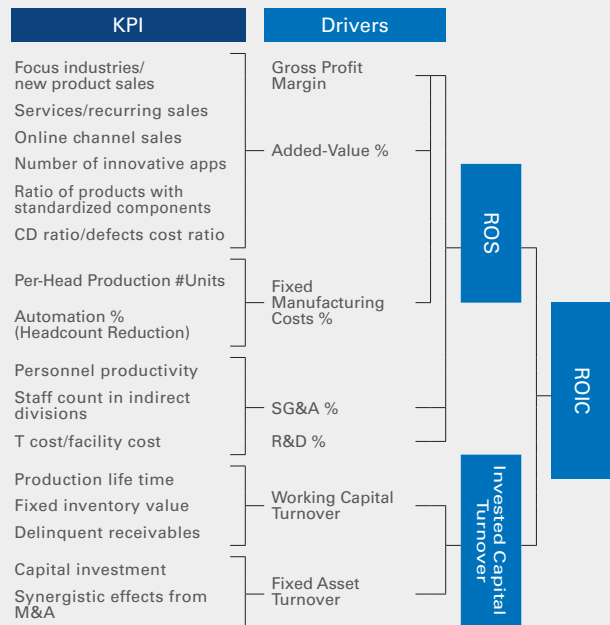 KPI
Drivers
Focus industries/
new product sales
Services/recurring sales
Online channel sales
Number of innovative apps
Ratio of products with
standardized components
CD ratio/defects cost ratio
Per-Head Production #Units
Automation %
(Headcount Reduction)
Personnel productivity
Staff count in indirect
divisions
T cost/facility cost
Production life time
Fixed inventory value
Delinquent receivables
Capital investment
Synergistic effects from
M&A
Gross Profit
Margin
Added-Value %
Fixed
Manufacturing
Costs %
SG&A %
R&D %
Working Capital
Turnover
Fixed Asset
Turnover
ROS
Invested Capital
Turnover
ROIC